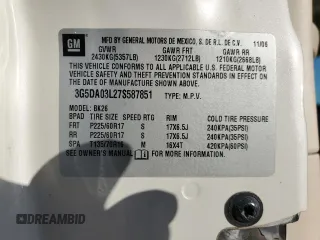 GM
MFD BY GENERAL MOTORS DE MEXICO, S. DE R.L. DE C.V. 11/06
GVWR GAWR FRT GAWR RR
2430KG(5357LB) 1230KG(2712LB) 1210KG(2668LB)
THIS VEHICLE CONFORMS TO ALL APPLICABLE U.S. FEDERAL MOTOR
VEHICLE SAFETY AND THEFT PREVENTION STANDARDS IN EFFECT
ON THE DATE OF MANUFACTURE SHOWN ABOVE.
3G5DA03L27S587851 TYPE: M.P.V.
MODEL: BK26
BPAD TIRE SIZE SPEED RTG RIM COLD TIRE PRESSURE
FRT P225/60R17 S 17X6.5J 240KPA(35PSI)
RR P225/60R17 S 17X6.5J 240KPA(35PSI)
SPA T135/70R16 M 16X4T 420KPA(60PSI)
SEE OWNER'S MANUAL FOR MORE INFORMATION.
DREAMBID